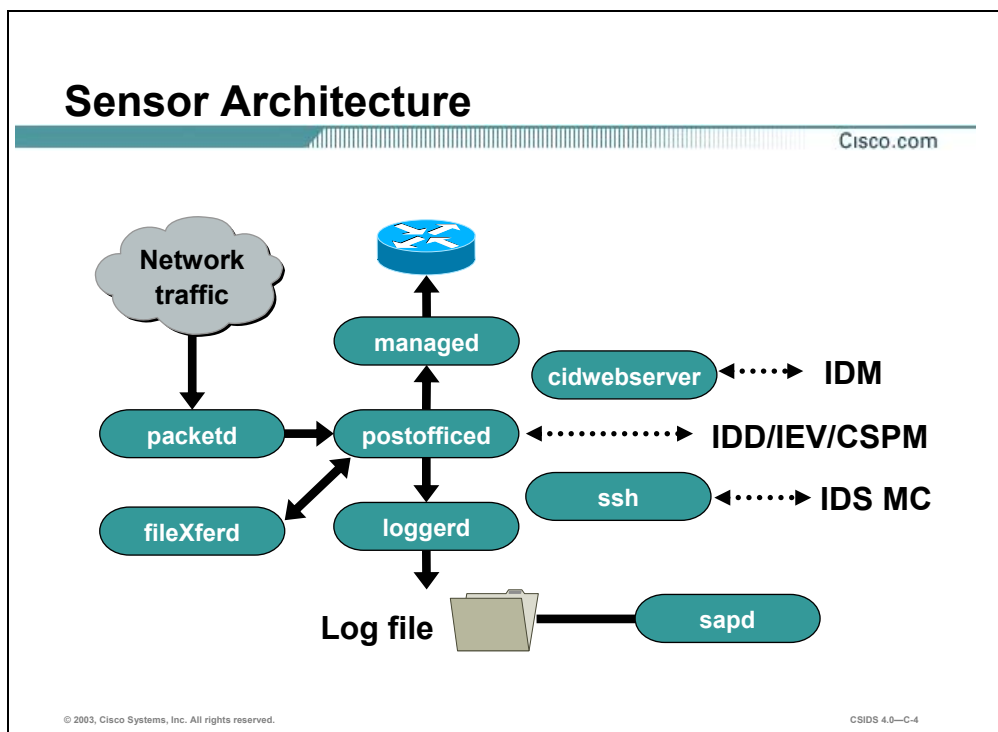 Sensor Architecture
Cisco.com
Network
traffic
managed
cidwebserver
IDM
packetd
postofficed
IDD/IEV/CSPM
ssh
IDS MC
fileXferd
loggerd
Log file
sapd
© 2003, Cisco Systems, Inc. All rights reserved.
CSIDS 4.0—C-4